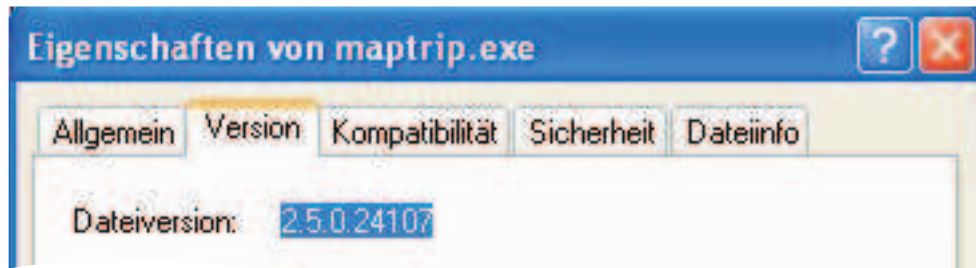 Eigenschaften von maptrip.exe
Allgemein Version Kompatibilität Sicherheit Dateiinfo
Dateiversion: 2.5.0.24107